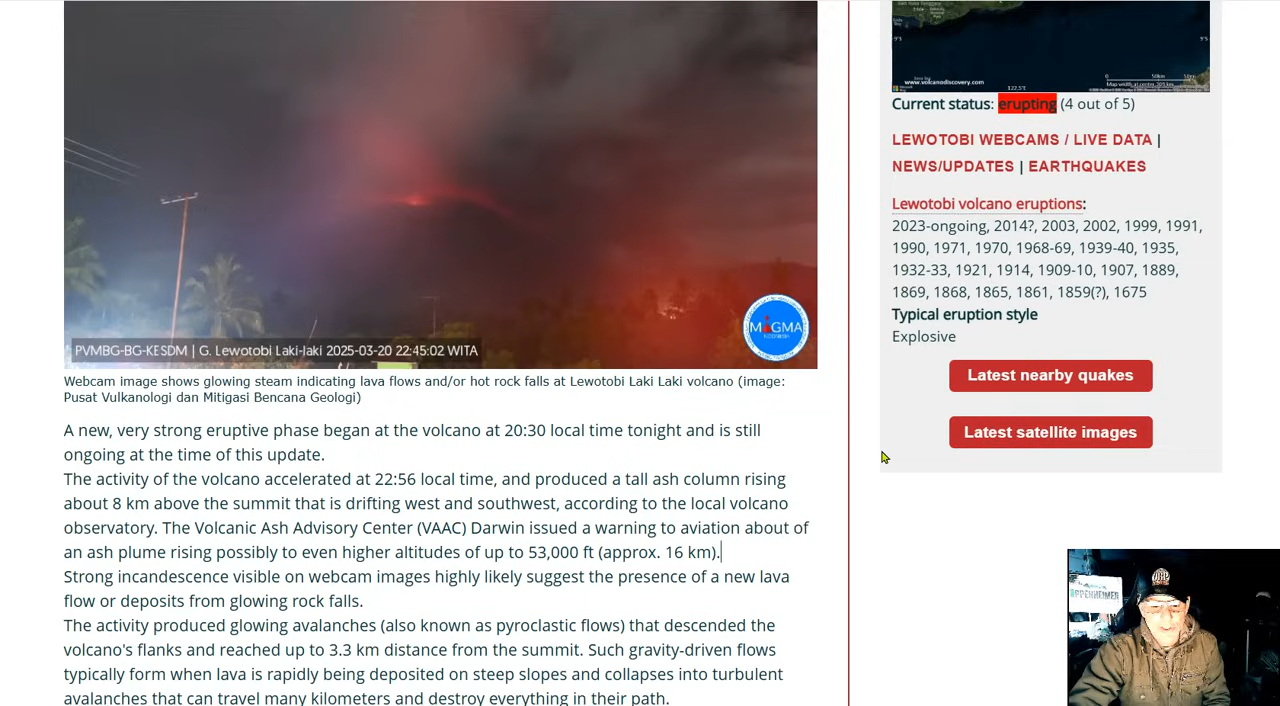 PVMBG-BG-KESDM | G. Lewotobi Laki-laki 2025-03-20 22:45:02 WITA
MAGMA
INDONESIA
Webcam image shows glowing steam indicating lava flows and/or hot rock falls at Lewotobi Laki Laki volcano (image:
Pusat Vulkanologi dan Mitigasi Bencana Geologi)
A new, very strong eruptive phase began at the volcano at 20:30 local time tonight and is still
ongoing at the time of this update.
The activity of the volcano accelerated at 22:56 local time, and produced a tall ash column rising
about 8 km above the summit that is drifting west and southwest, according to the local volcano
observatory. The Volcanic Ash Advisory Center (VAAC) Darwin issued a warning to aviation about of
an ash plume rising possibly to even higher altitudes of up to 53,000 ft (approx. 16 km).
Strong incandescence visible on webcam images highly likely suggest the presence of a new lava
flow or deposits from glowing rock falls.
The activity produced glowing avalanches (also known as pyroclastic flows) that descended the
volcano's flanks and reached up to 3.3 km distance from the summit. Such gravity-driven flows
typically form when lava is rapidly being deposited on steep slopes and collapses into turbulent
avalanches that can travel many kilometers and destroy everything in their path.
9°S
9°S
www.volcanodiscovery.com
122.5°E
0
50km
Current status: erupting (4 out of 5)
LEWOTOBI WEBCAMS / LIVE DATA |
NEWS/UPDATES | EARTHQUAKES
Lewotobi volcano eruptions:
2023-ongoing, 2014?, 2003, 2002, 1999, 1991,
1990, 1971, 1970, 1968-69, 1939-40, 1935,
1932-33, 1921, 1914, 1909-10, 1907, 1889,
1869, 1868, 1865, 1861, 1859(?), 1675
Typical eruption style
Explosive
Latest nearby quakes
Latest satellite images
OPPENHEIMER